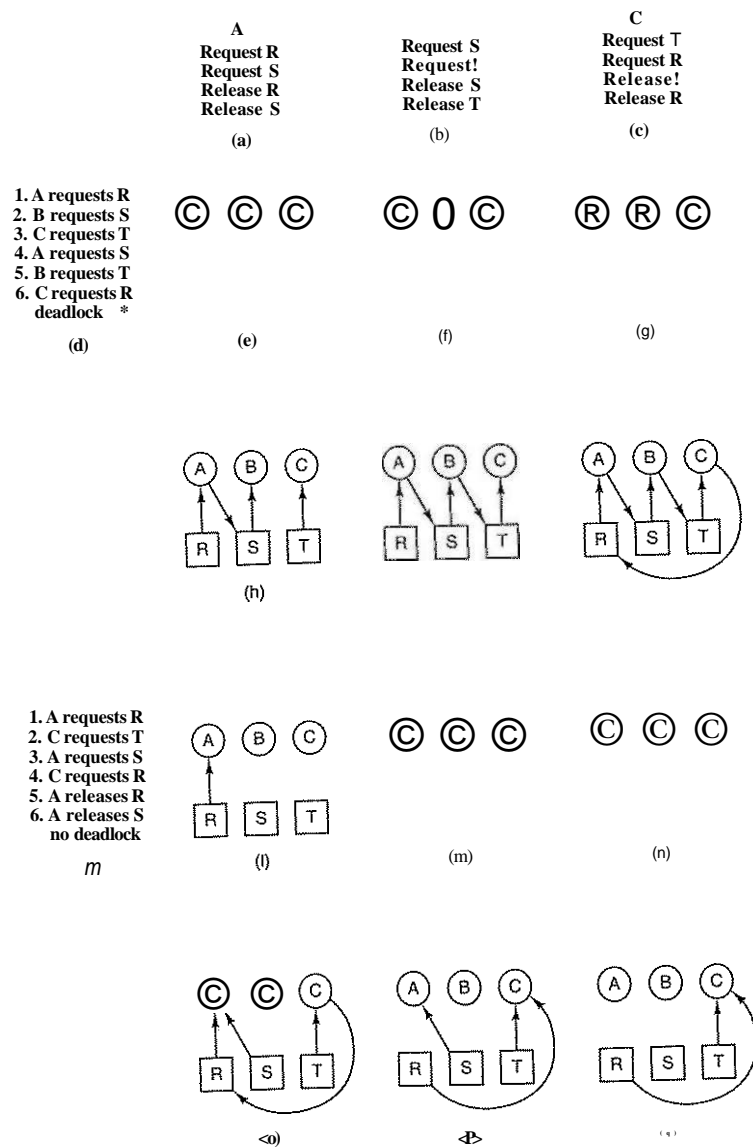 A
Request R
Request S
Release R
Release S
(a)
Request S
Request!
Release S
Release T
(b)
C
Request T
Request R
Release!
Release R
(c)
1. A requests R
2. B requests S
3. C requests T
4. A requests S
5. B requests T
6. C requests R
deadlock *
(d)
© © ©
(e)
© 0 ©
(f)
® ® ©
(g)
A B C
R S T
(h)
A B C
R S T
A B C
R S T
1. A requests R
2. C requests T
3. A requests S
4. C requests R
5. A releases R
6. A releases S
no deadlock
m
A B C
R S T
(l)
© © ©
(m)
© © ©
(n)
© © C
R S T
<o)
A B C
R S T
<P>
A B C
R S T